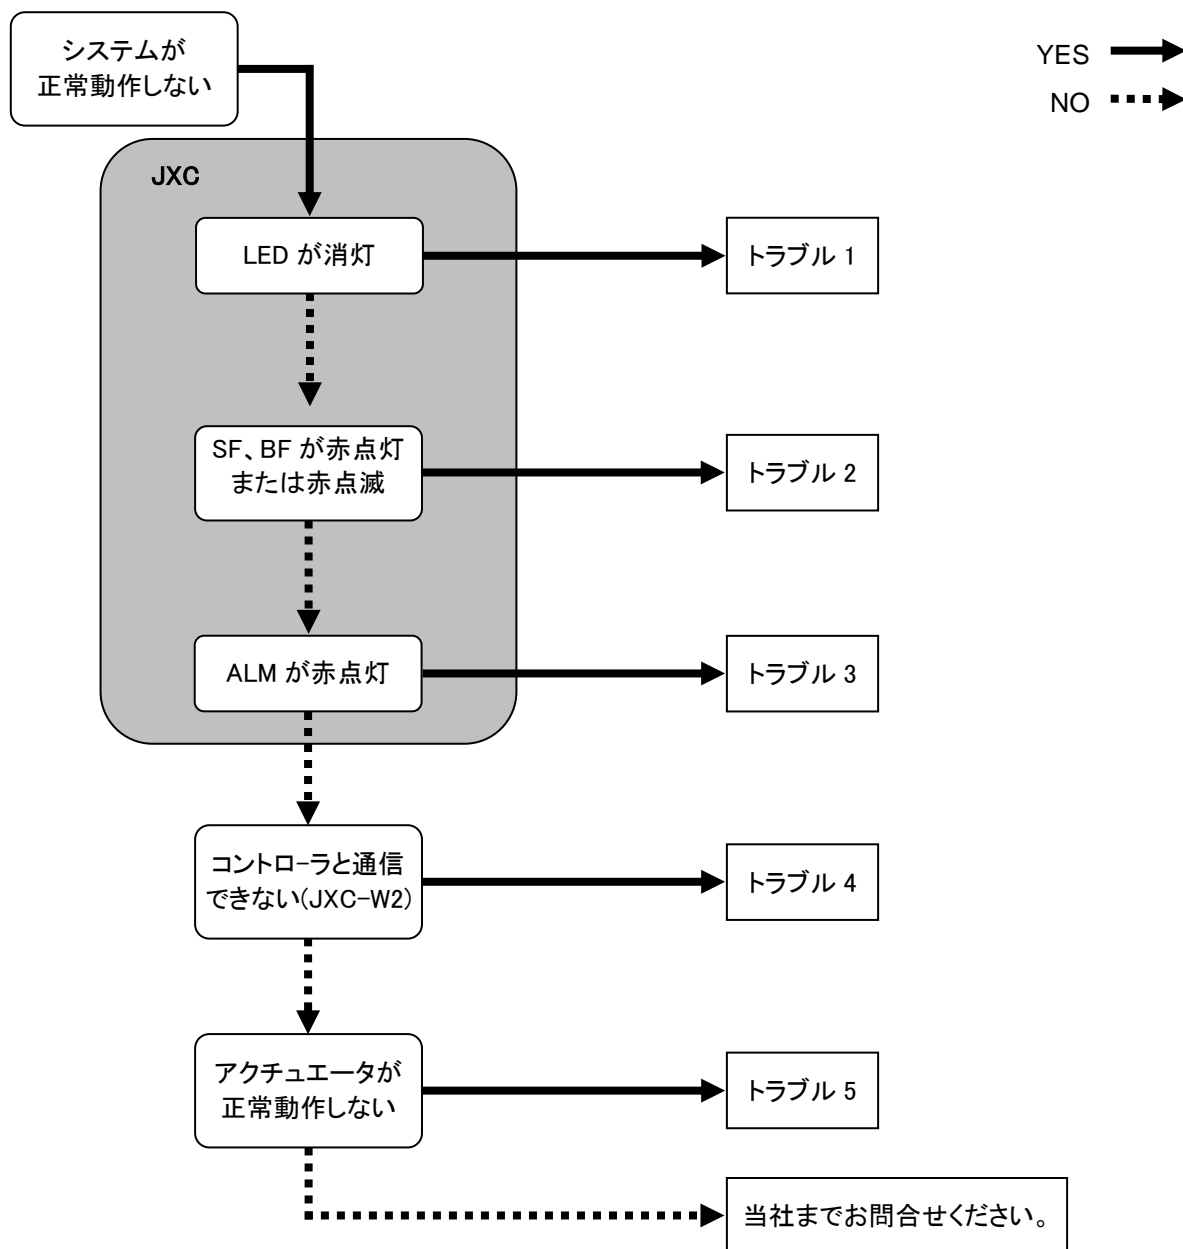 システムが
正常動作しない
YES
NO
JXC
LED が消灯
トラブル 1
SF、BF が赤点灯
または赤点滅
トラブル 2
ALM が赤点灯
トラブル 3
コントロ-ラと通信
できない(JXC-W2)
トラブル 4
アクチュエータが
正常動作しない
トラブル 5
当社までお問合せください。